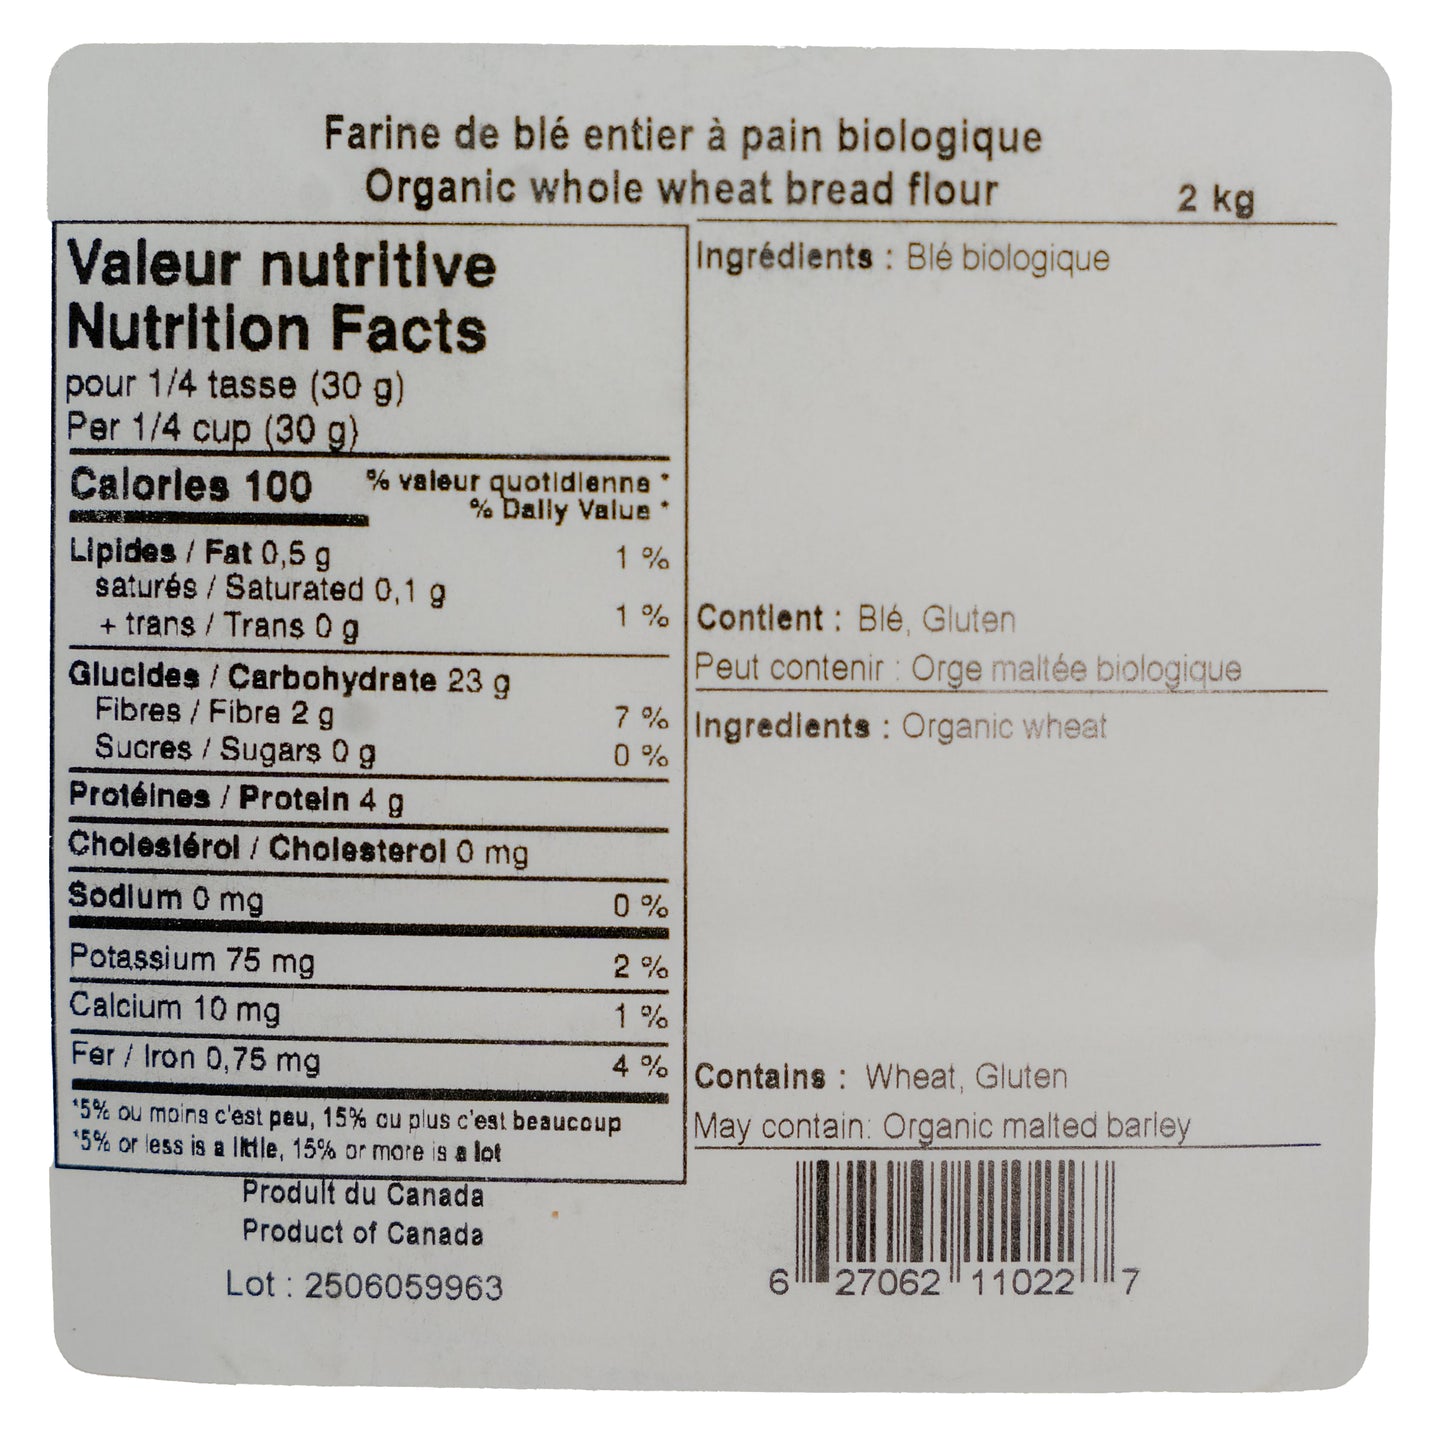 Farine de blé entier à pain biologique
Organic whole wheat bread flour 2 kg
Valeur nutritive
Nutrition Facts
pour 1/4 tasse (30 g)
Per 1/4 cup (30 g)
Calories 100 % valeur quotidienne *
% Daily Value *
Lipides / Fat 0,5 g 1 %
saturés / Saturated 0,1 g
+ trans / Trans 0 g 1 %
Glucides / Carbohydrate 23 g
Fibres / Fibre 2 g 7 %
Sucres / Sugars 0 g 0 %
Protéines / Protein 4 g
Cholestérol / Cholesterol 0 mg
Sodium 0 mg 0 %
Potassium 75 mg 2 %
Calcium 10 mg 1 %
Fer / Iron 0,75 mg 4 %
*5% ou moins c'est peu, 15% ou plus c'est beaucoup
*5% or less is a little, 15% or more is a lot
Produit du Canada
Product of Canada
Lot : 2506059963
Ingrédients : Blé biologique
Contient : Blé, Gluten
Peut contenir : Orge maltée biologique
Ingredients : Organic wheat
Contains : Wheat, Gluten
May contain: Organic malted barley
6 27062 11022 7